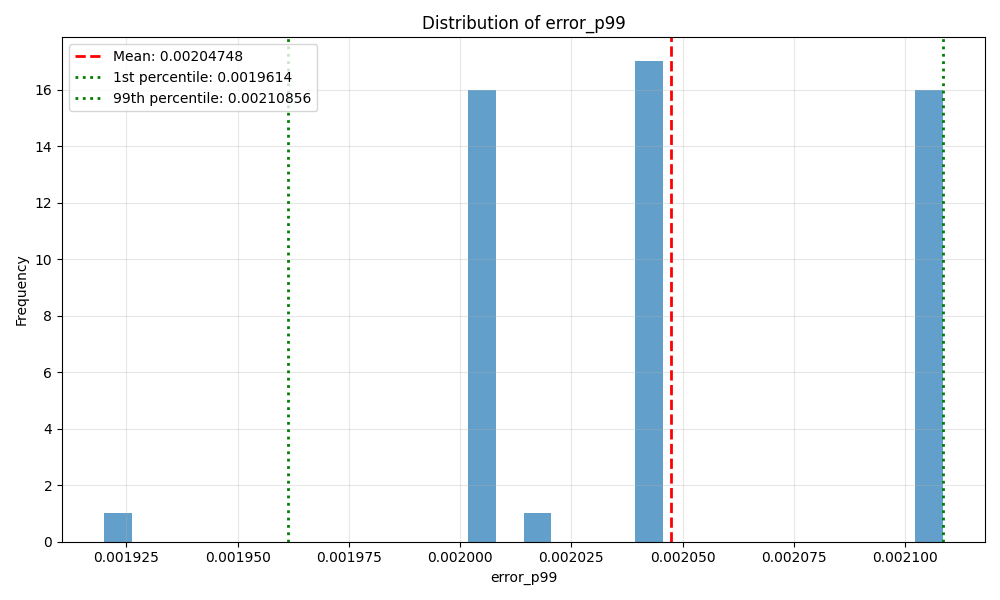 Distribution of error_p99
Mean: 0.00204748
1st percentile: 0.0019614
99th percentile: 0.00210856
16
14
12
10
8
6
4
2
0
Frequency
0.001925 0.001950 0.001975 0.002000 0.002025 0.002050 0.002075 0.002100
error_p99